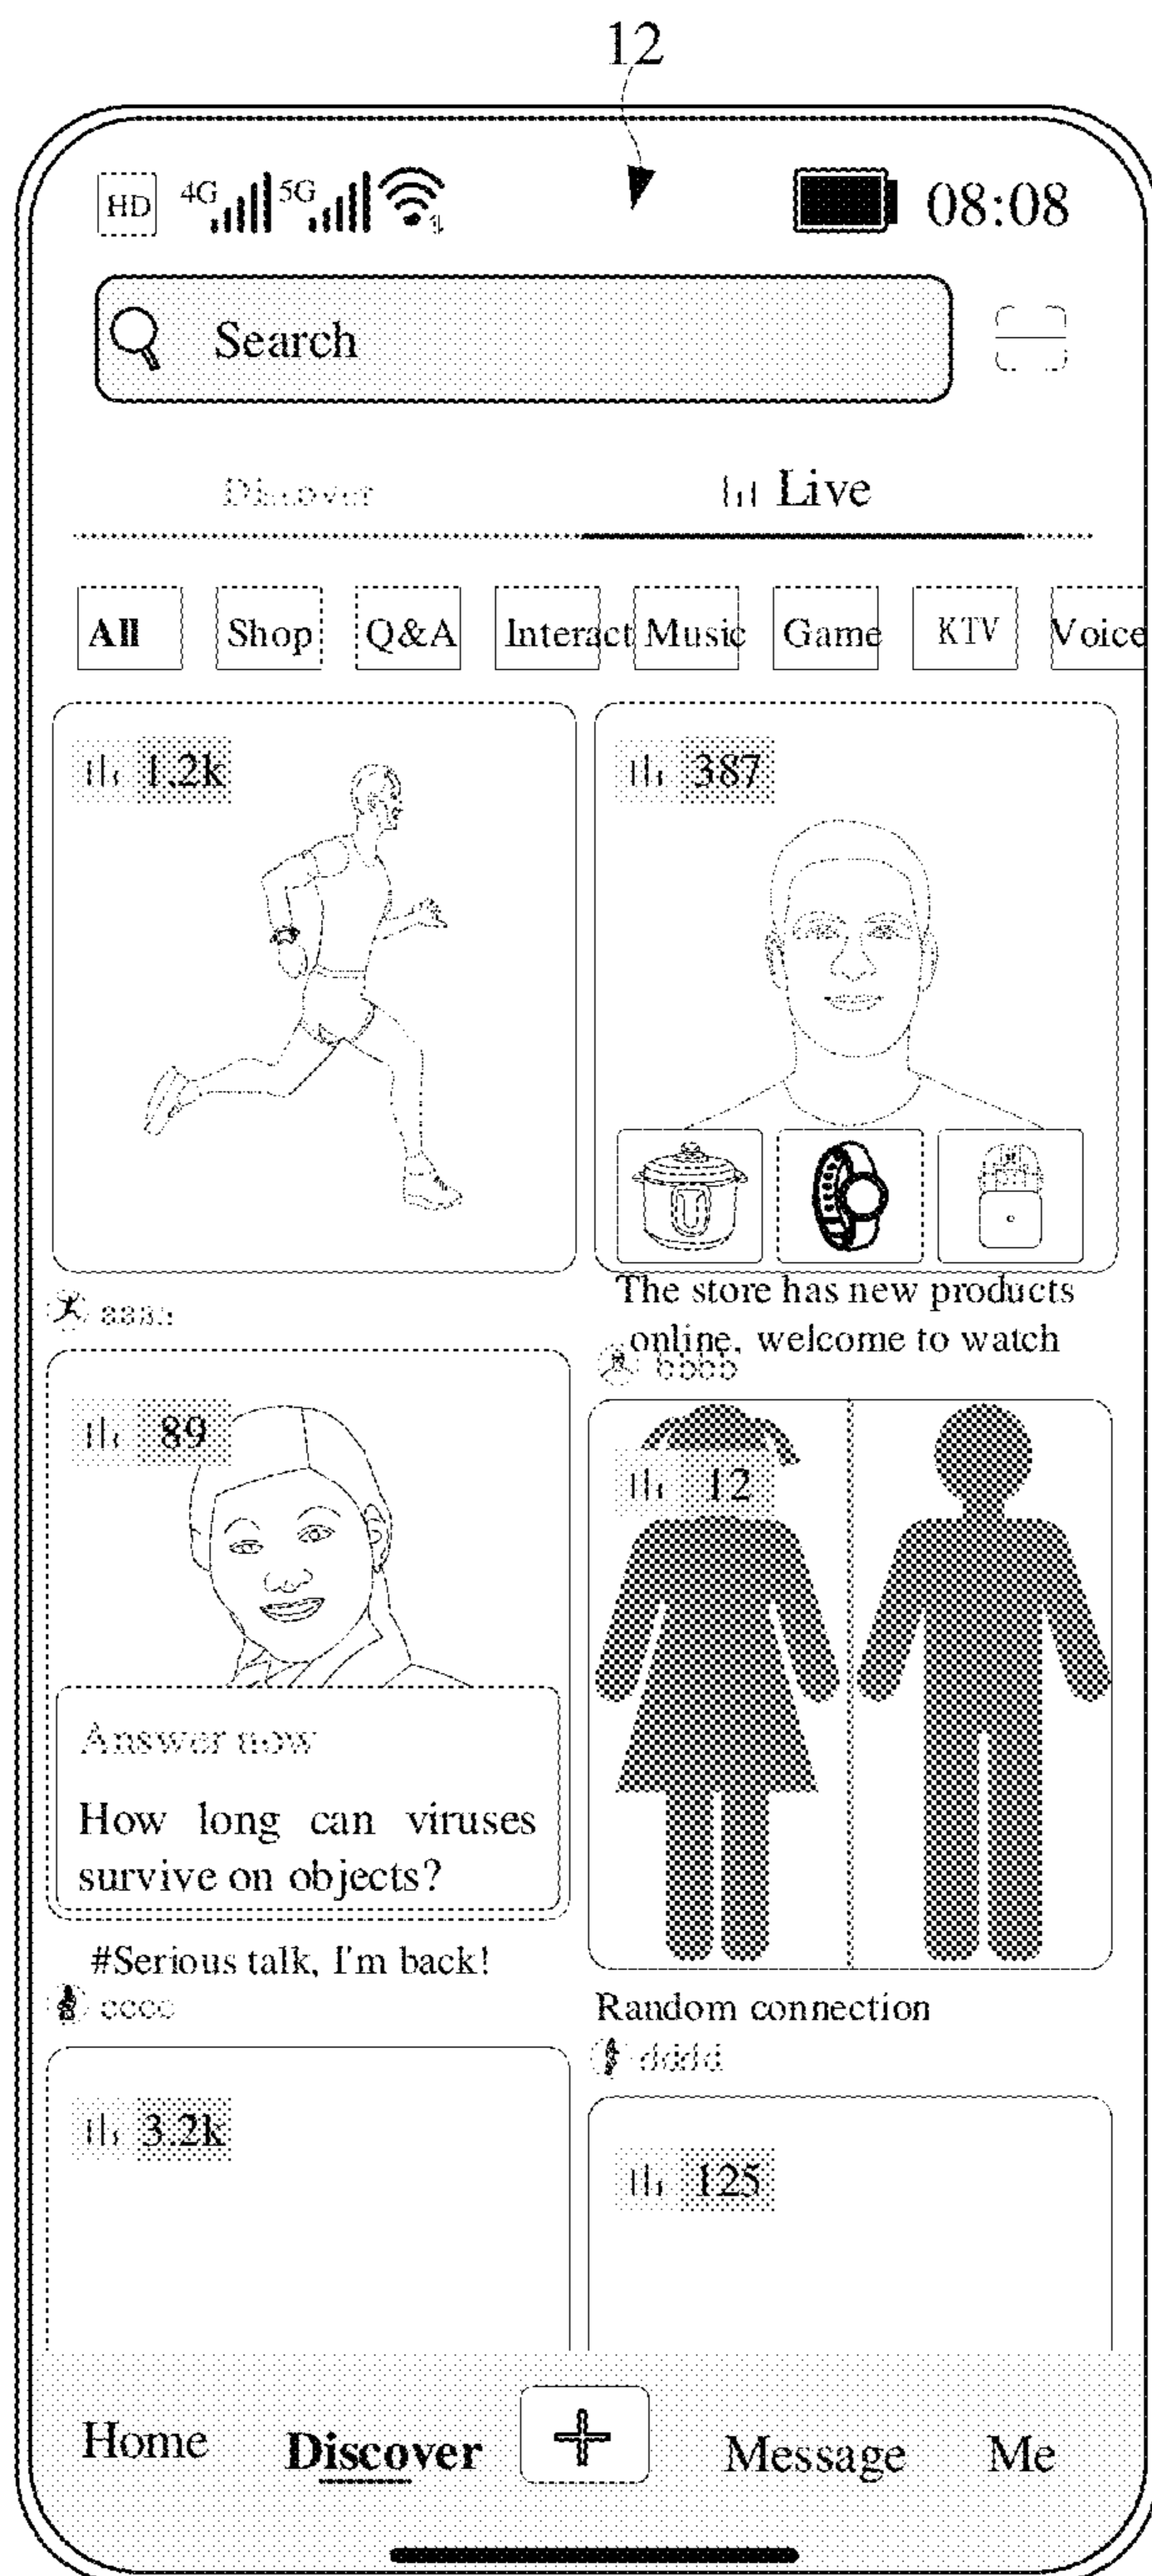 12
HD 4G 5G 08:08
Search
Discover Live
All Shop Q&A Interact Music Game KTV Voice
1.2k 387
aaaa
The store has new products
online, welcome to watch
bbbb
89
12
Answer now
How long can viruses
survive on objects?
#Serious talk, I'm back!
cccc
Random connection
dddd
3.2k
125
Home Discover Message Me